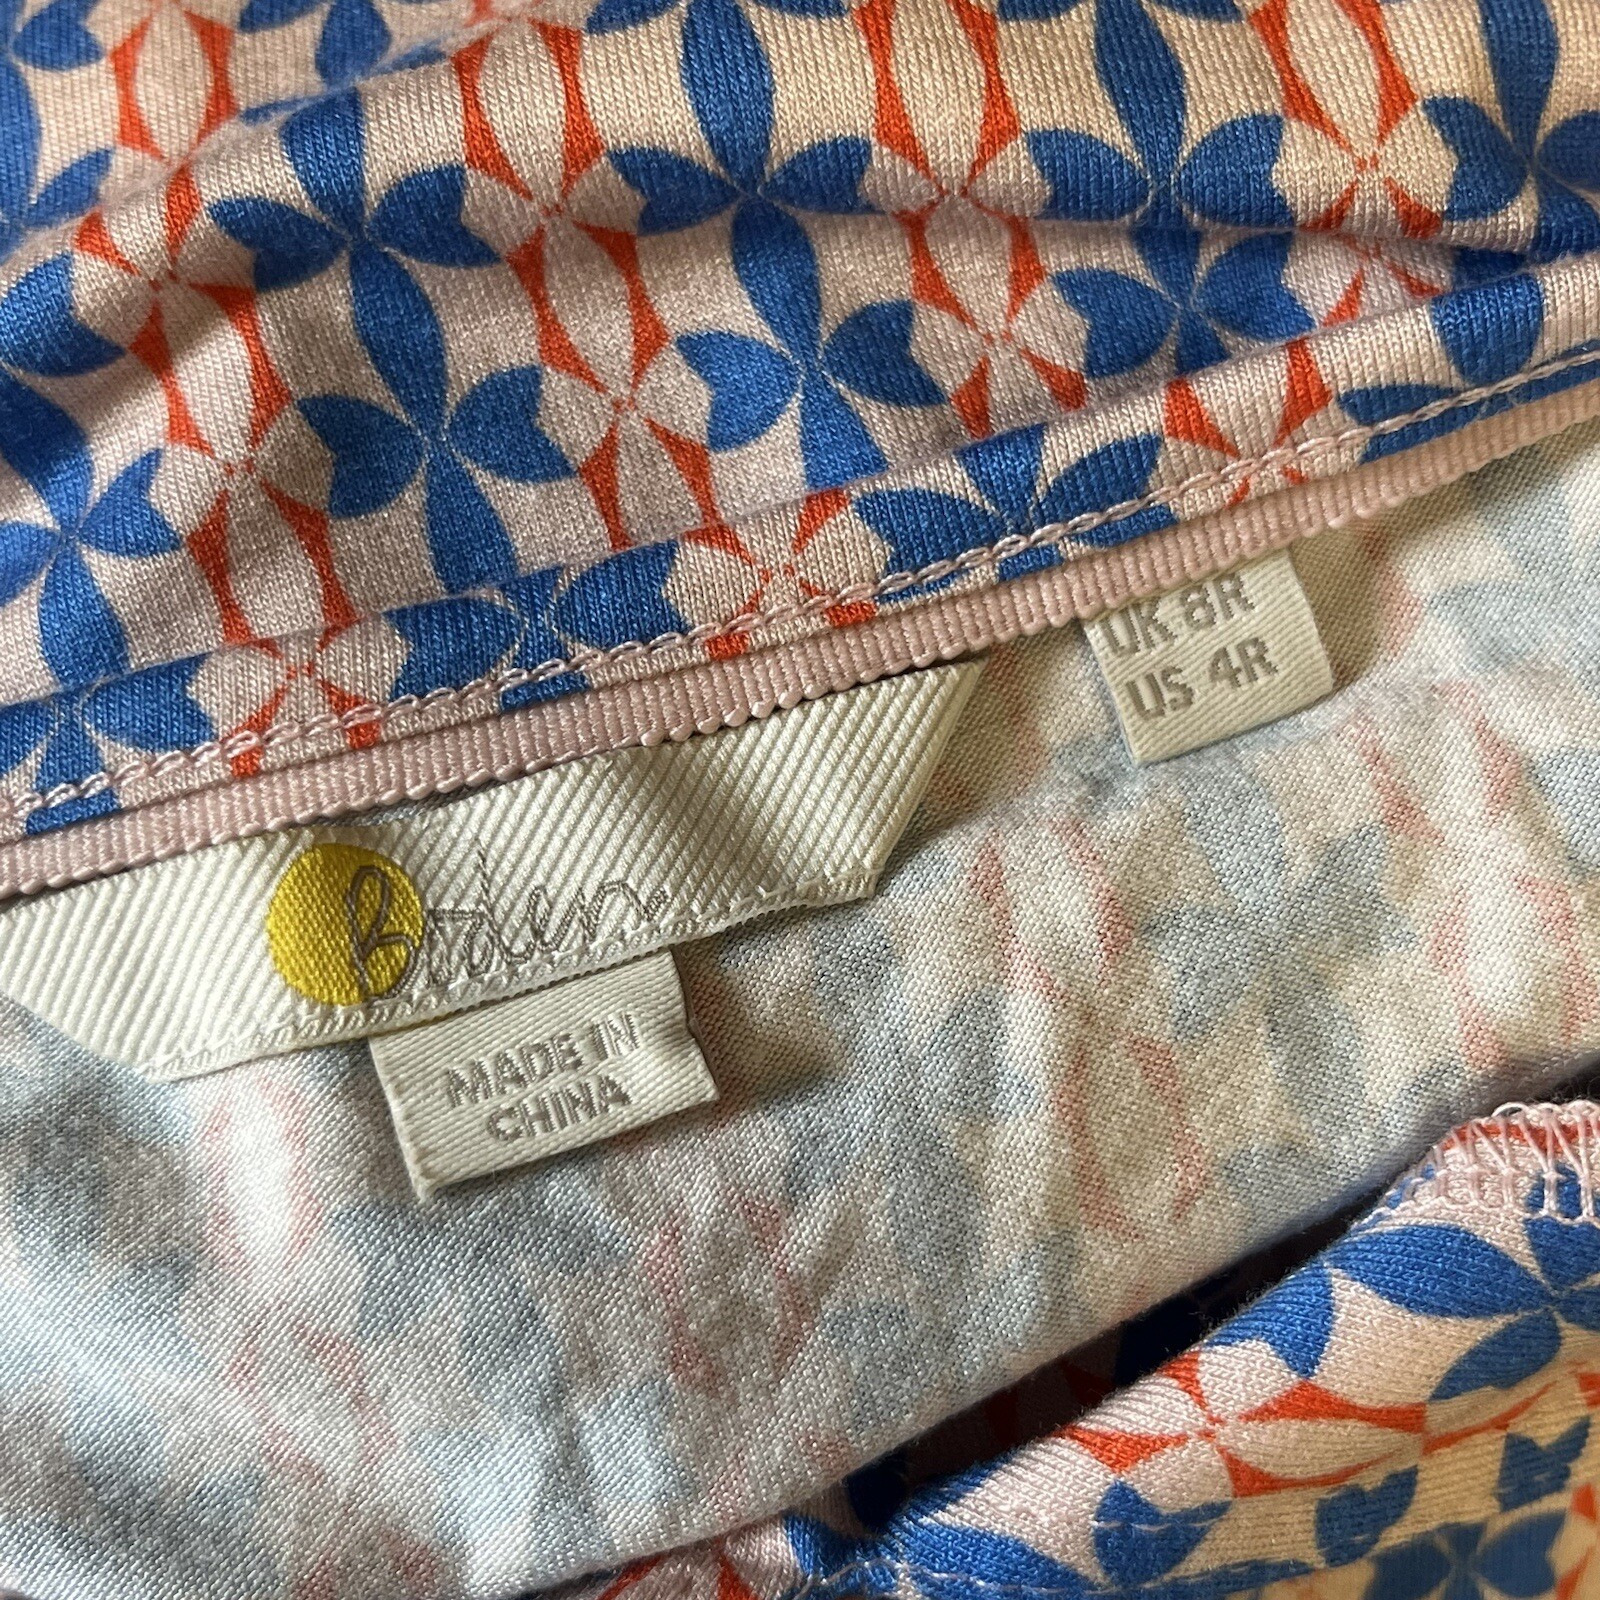 UK 8R
US 4R
Boden
MADE IN
CHINA